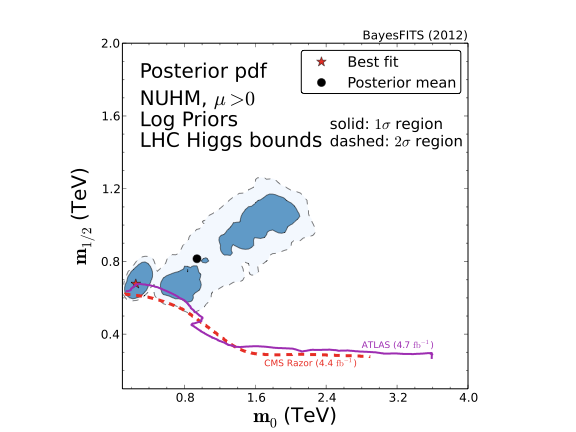 BayesFITS (2012)
2.0
Best fit
Posterior mean
Posterior pdf
NUHM, μ >0
Log Priors
LHC Higgs bounds
solid: 1σ region
dashed: 2σ region
1.6
1.2
0.8
0.4
m1/2 (TeV)
ATLAS (4.7 fb⁻¹)
CMS Razor (4.4 fb⁻¹)
0.8 1.6 2.4 3.2 4.0
m0 (TeV)